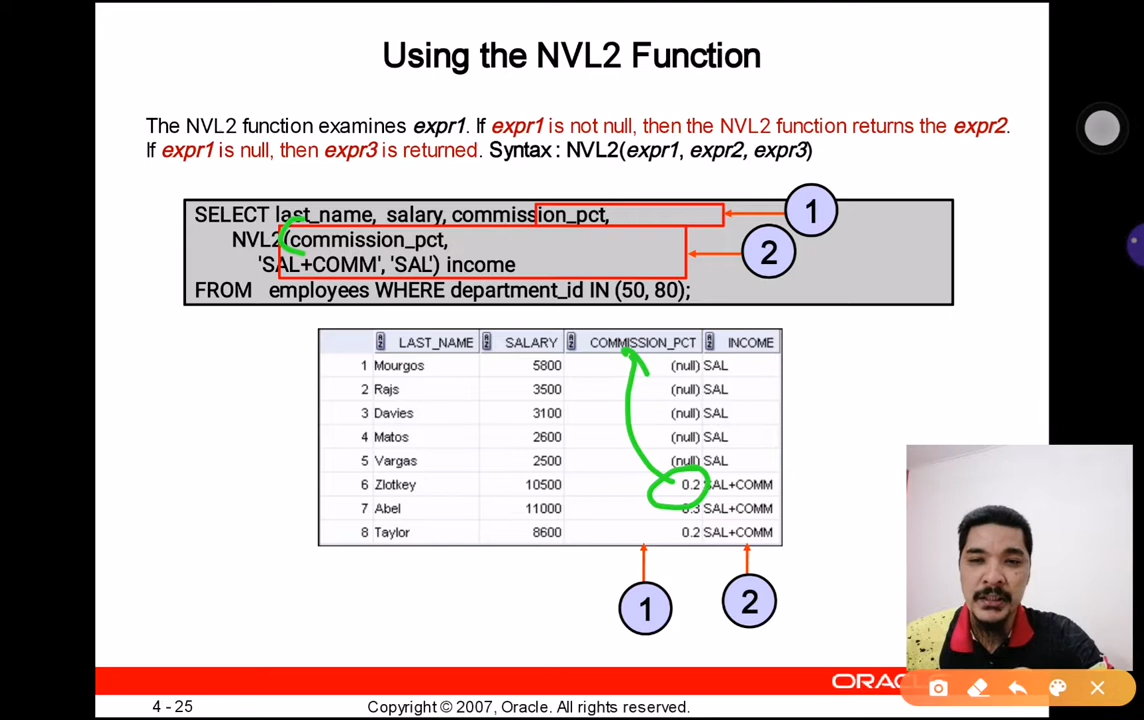 Using the NVL2 Function
The NVL2 function examines expr1. If expr1 is not null, then the NVL2 function returns the expr2.
If expr1 is null, then expr3 is returned. Syntax : NVL2(expr1, expr2, expr3)
SELECT last_name, salary, commission_pct,
NVL2(commission_pct,
'SAL+COMM', 'SAL') income
FROM employees WHERE department_id IN (50, 80);
1
2
LAST_NAME SALARY COMMISSION_PCT INCOME
1 Mourgos 5800 (null) SAL
2 Rajs 3500 (null) SAL
3 Davies 3100 (null) SAL
4 Matos 2600 (null) SAL
5 Vargas 2500 (null) SAL
6 Zlotkey 10500 0.2 SAL+COMM
7 Abel 11000 0.3 SAL+COMM
8 Taylor 8600 0.2 SAL+COMM
1 2
ORACLE
4 - 25 Copyright © 2007, Oracle. All rights reserved.